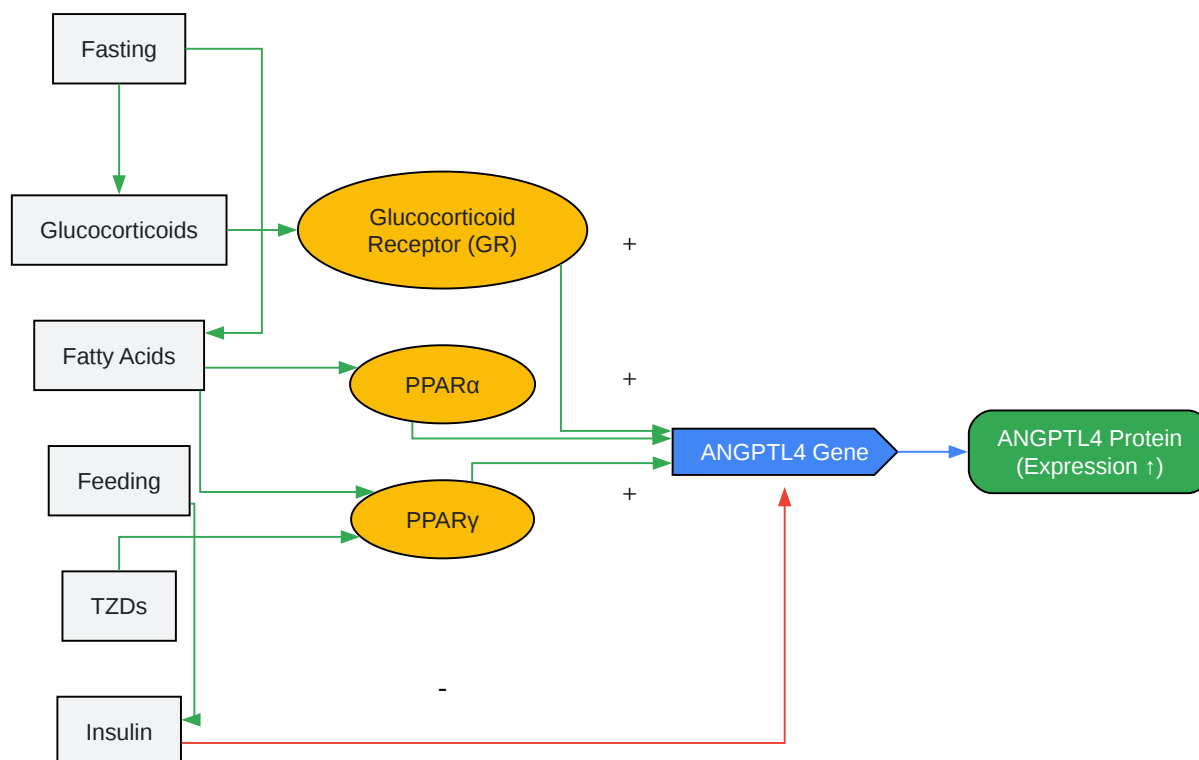 Fasting
Glucocorticoids
Glucocorticoid
Receptor (GR)
+
Fatty Acids
PPARα
+
ANGPTL4 Gene
ANGPTL4 Protein
(Expression ↑)
Feeding
PPARγ
+
TZDs
-
Insulin